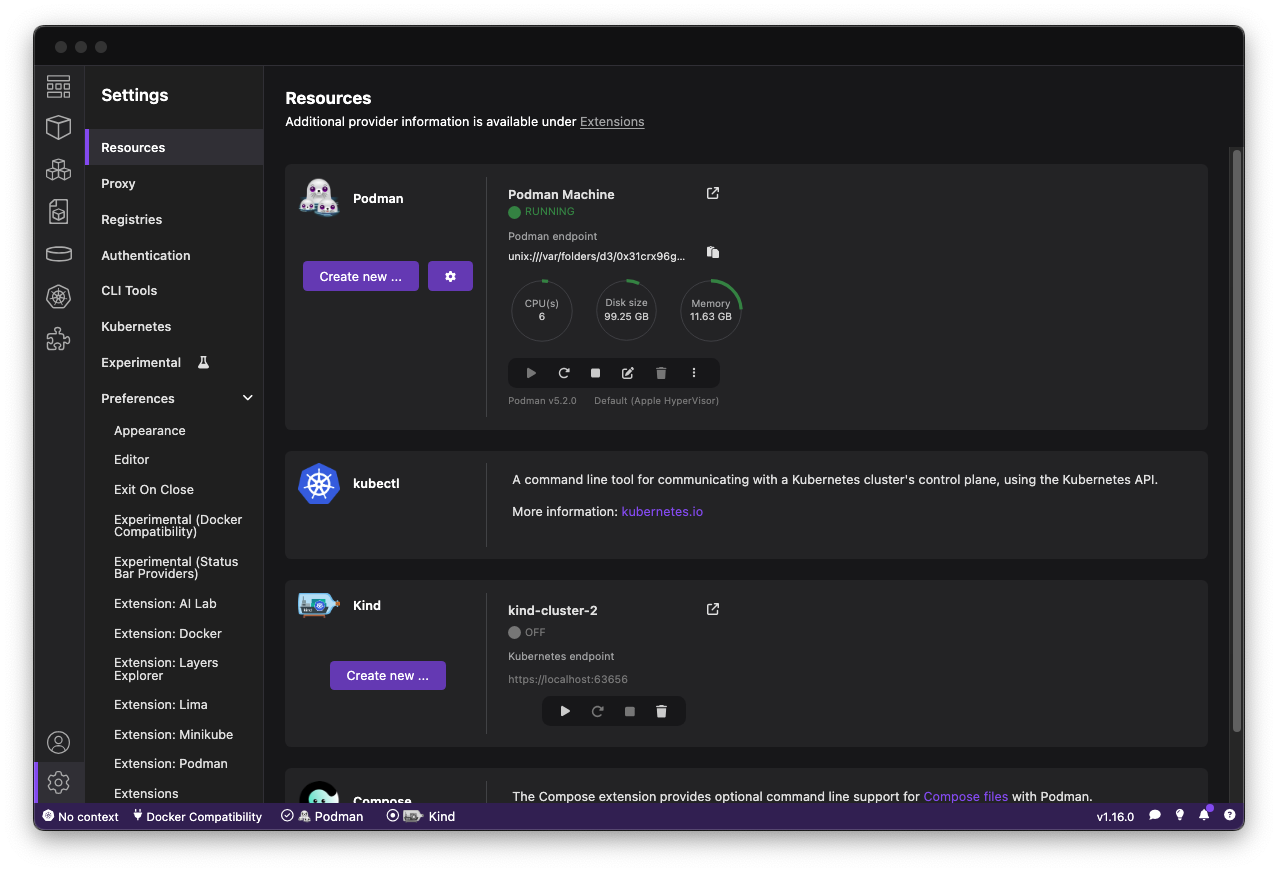 Settings
Resources
Proxy
Registries
Authentication
CLI Tools
Kubernetes
Experimental
Preferences
Appearance
Editor
Exit On Close
Experimental (Docker
Compatibility)
Experimental (Status
Bar Providers)
Extension: AI Lab
Extension: Docker
Extension: Layers
Explorer
Extension: Lima
Extension: Minikube
Extension: Podman
Extensions
Resources
Additional provider information is available under Extensions
Podman
Create new ...
Podman Machine
RUNNING
Podman endpoint
unix:///var/folders/d3/0x31crx96g...
CPU(s)
6
Disk size
99.25 GB
Memory
11.63 GB
Podman v5.2.0 Default (Apple HyperVisor)
kubectl
A command line tool for communicating with a Kubernetes cluster's control plane, using the Kubernetes API.
More information: kubernetes.io
Kind
Create new ...
kind-cluster-2
OFF
Kubernetes endpoint
https://localhost:63656
Compose
The Compose extension provides optional command line support for Compose files with Podman.
No context Docker Compatibility Podman Kind v1.16.0